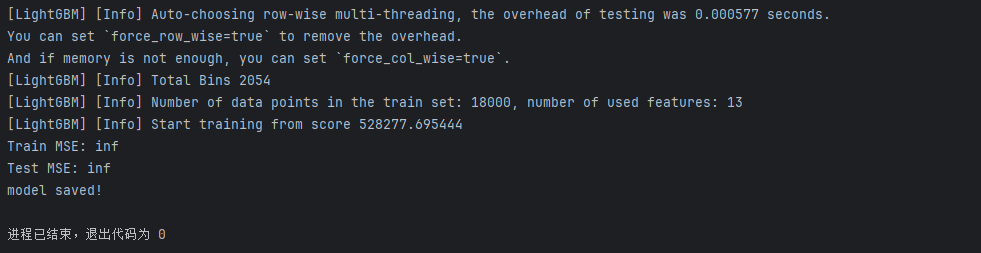 [LightGBM] [Info] Auto-choosing row-wise multi-threading, the overhead of testing was 0.000577 seconds.
You can set `force_row_wise=true` to remove the overhead.
And if memory is not enough, you can set `force_col_wise=true`.
[LightGBM] [Info] Total Bins 2054
[LightGBM] [Info] Number of data points in the train set: 18000, number of used features: 13
[LightGBM] [Info] Start training from score 528277.695444
Train MSE: inf
Test MSE: inf
model saved!
进程已结束，退出代码为 0